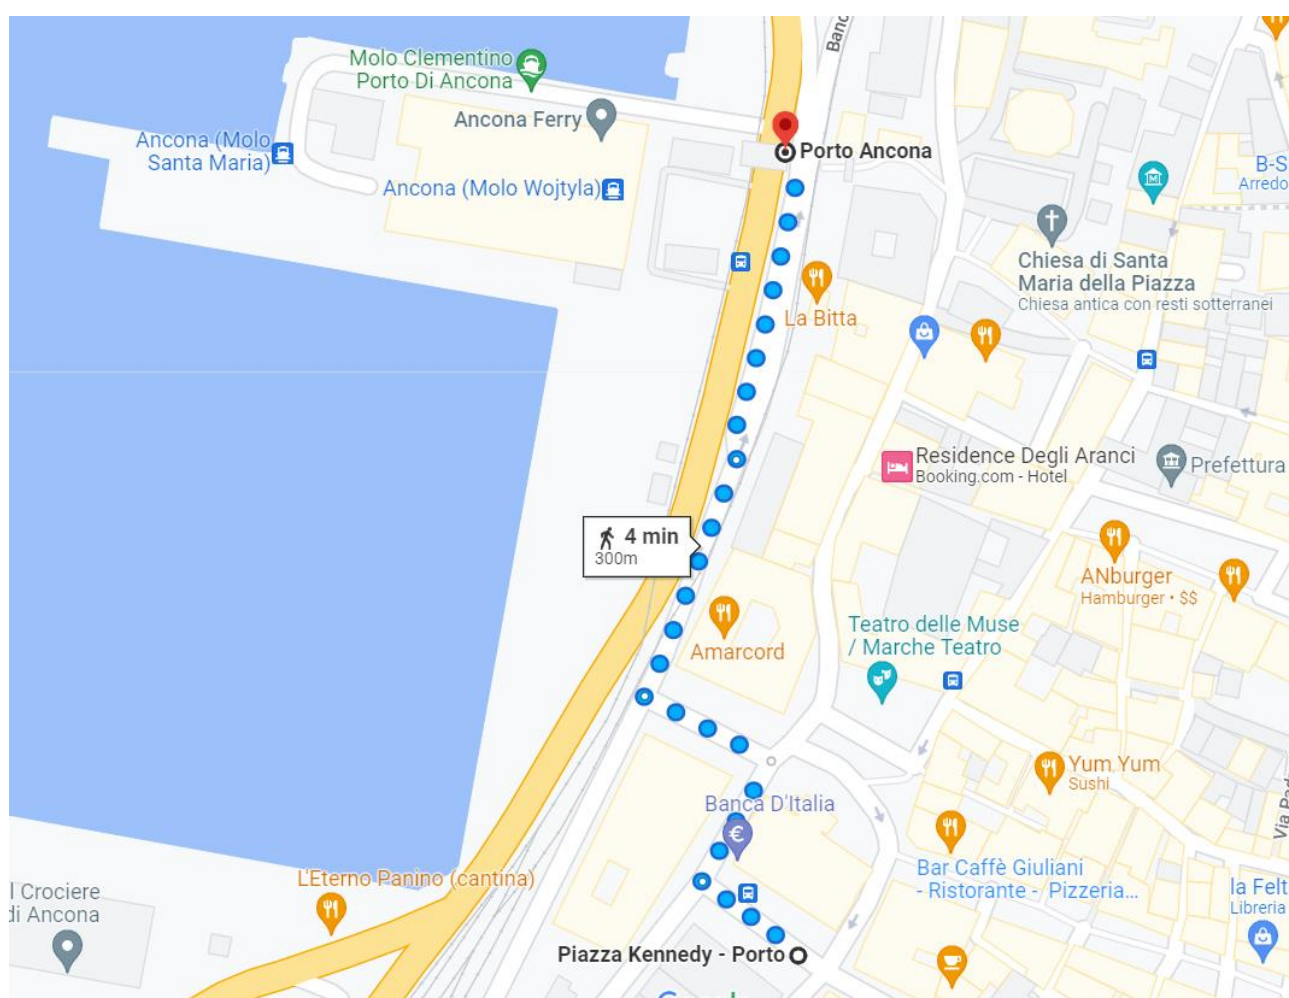 Banc
Molo Clementino
Porto Di Ancona
Ancona Ferry
Ancona (Molo
Santa Maria)
Porto Ancona
B-S
Arredo
Ancona (Molo Wojtyla)
Chiesa di Santa
Maria della Piazza
Chiesa antica con resti sotterranei
La Bitta
Residence Degli Aranci
Booking.com - Hotel
Prefettura
4 min
300m
ANburger
Hamburger • $$
Teatro delle Muse
/ Marche Teatro
Amarcord
Yum Yum
Sushi
Banca D'Italia
€
Via Pad
Bar Caffè Giuliani
- Ristorante - Pizzeria...
L'Eterno Panino (cantina)
l Crociere
di Ancona
la Felt
Libreria
Piazza Kennedy - Porto